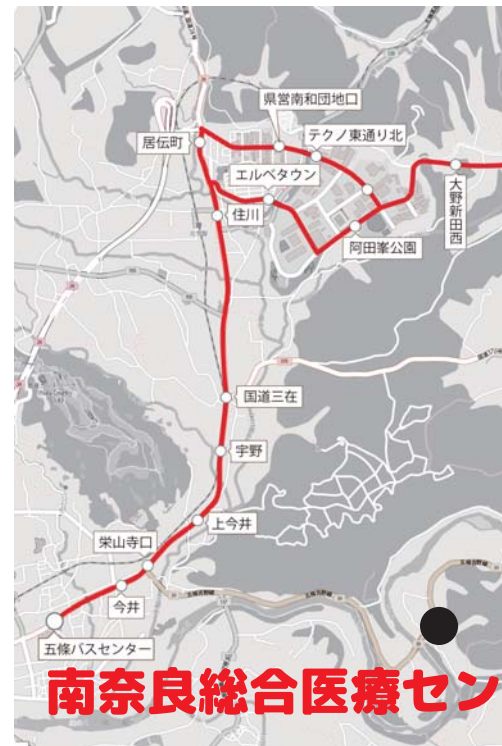 県営南和団地口
居伝町
テクノ東通り北
エルベタウン
大野新田西
住川
阿田峯公園
国道三在
宇野
上今井
栄山寺口
今井
五條バスセンター
南奈良総合医療セン